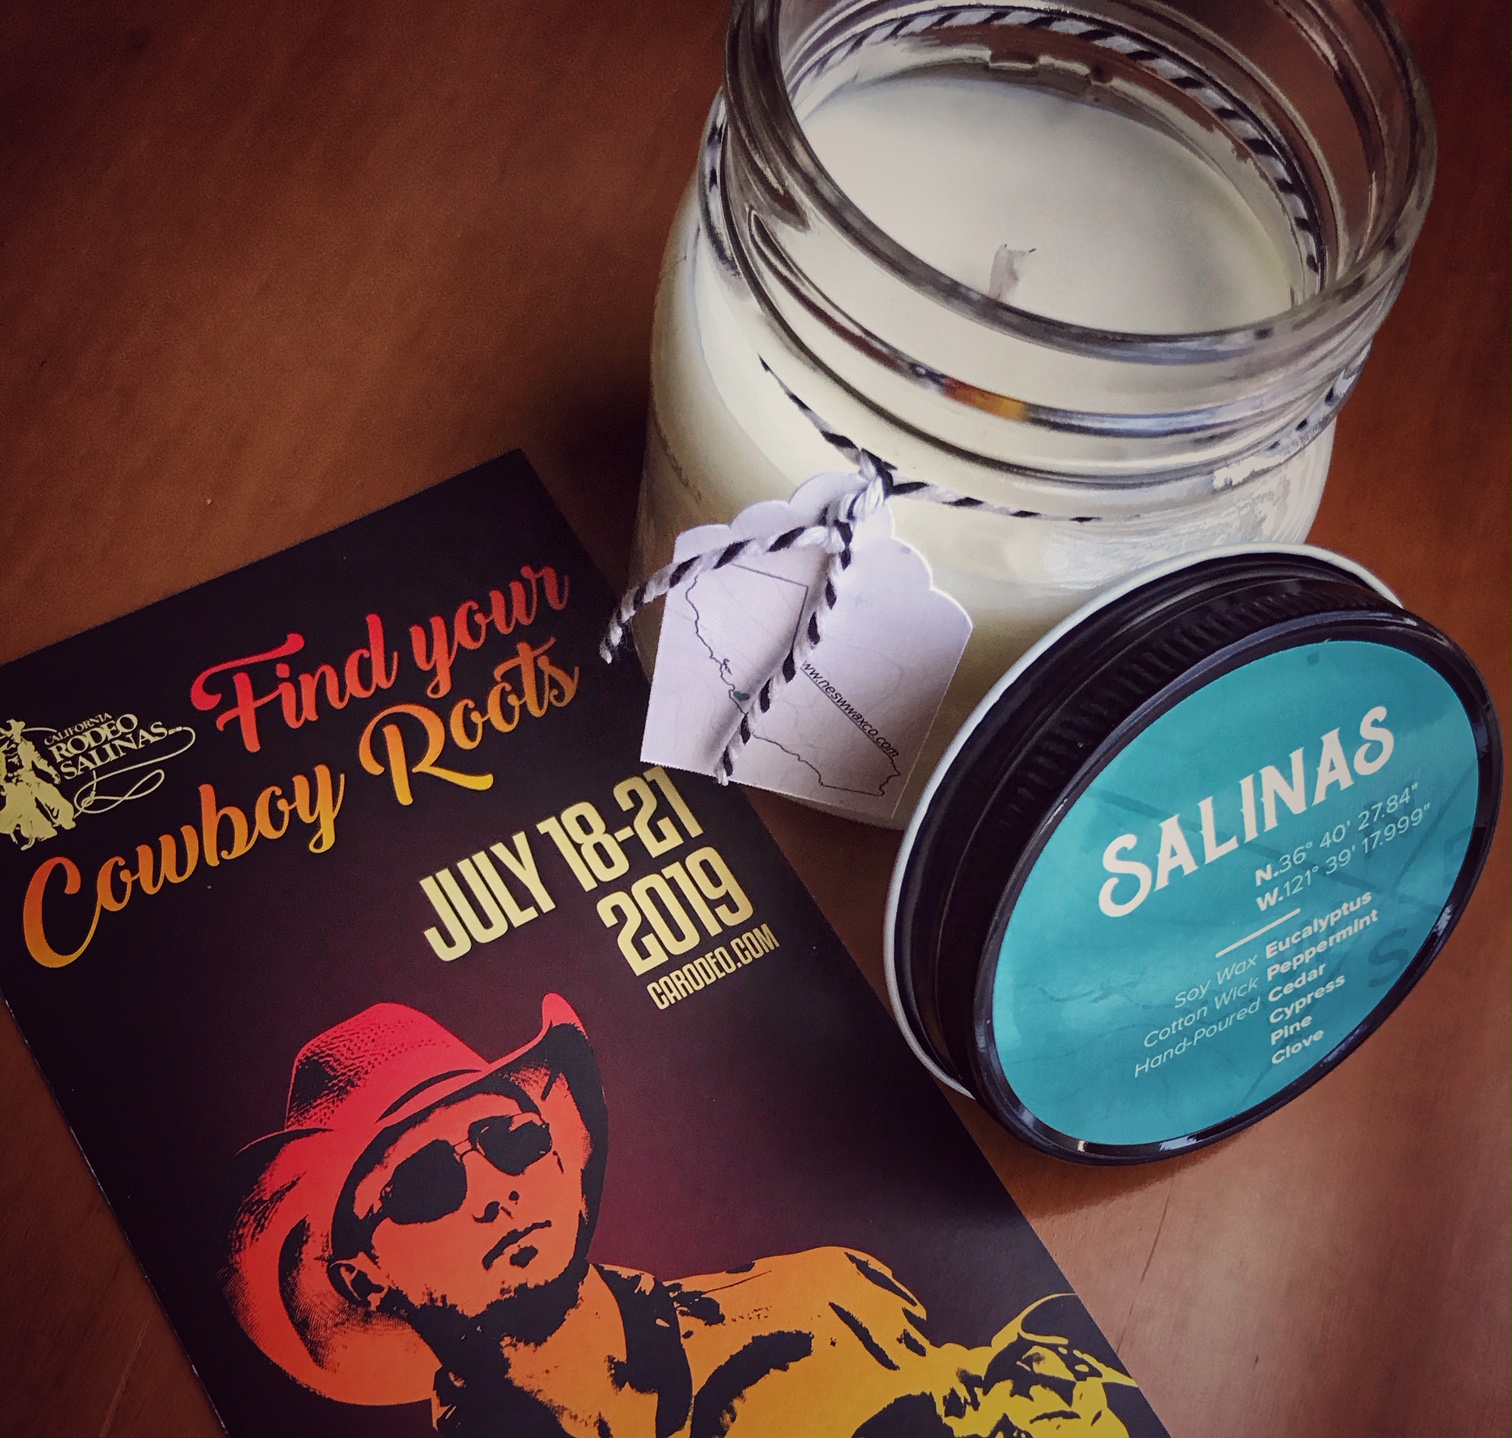 Find your
Cowboy Roots
CALIFORNIA
RODEO
SALINAS
JULY 18-21
2019
CARODEO.COM
www.neswwaxco.com
SALINAS
N.36° 40' 27.84"
W.121° 39' 17.999"
Soy Wax
Cotton Wick
Hand-Poured
Eucalyptus
Peppermint
Cedar
Cypress
Pine
Clove